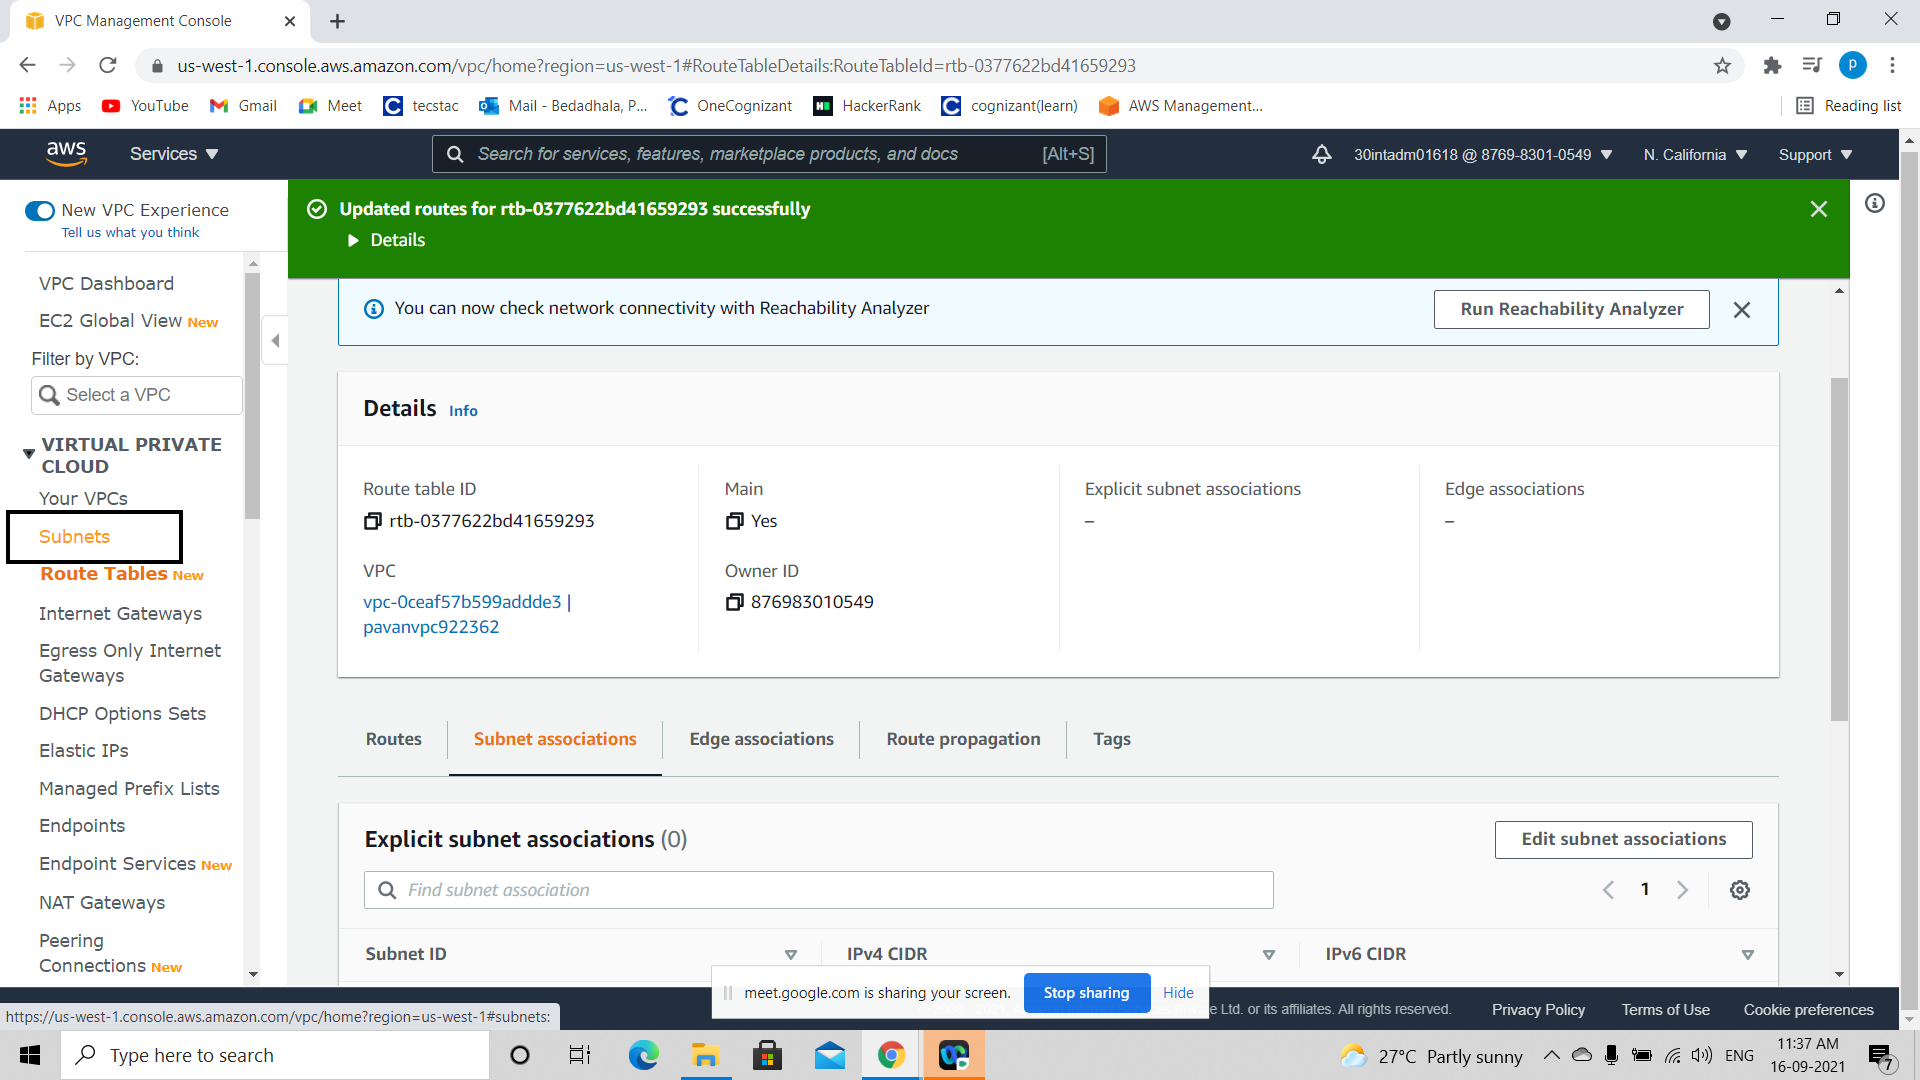 VPC Management Console
us-west-1.console.aws.amazon.com/vpc/home?region=us-west-1#RouteTableDetails:RouteTableId=rtb-0377622bd41659293
P
Apps YouTube Gmail Meet tecstac Mail - Bedadhala, P... OneCognizant HackerRank cognizant(learn) AWS Management... Reading list
aws Services Search for services, features, marketplace products, and docs [Alt+S] 30intadm01618 @ 8769-8301-0549 N. California Support
New VPC Experience
Tell us what you think
VPC Dashboard
EC2 Global View New
Filter by VPC:
Select a VPC
VIRTUAL PRIVATE
CLOUD
Your VPCs
Subnets
Route Tables New
Internet Gateways
Egress Only Internet
Gateways
DHCP Options Sets
Elastic IPs
Managed Prefix Lists
Endpoints
Endpoint Services New
NAT Gateways
Peering
Connections New
Updated routes for rtb-0377622bd41659293 successfully
Details
You can now check network connectivity with Reachability Analyzer Run Reachability Analyzer
Details Info
Route table ID
rtb-0377622bd41659293
Main
Yes
Explicit subnet associations
–
Edge associations
–
VPC
vpc-0ceaf57b599addde3 |
pavanvpc922362
Owner ID
876983010549
Routes Subnet associations Edge associations Route propagation Tags
Explicit subnet associations (0) Edit subnet associations
Find subnet association 1
Subnet ID IPv4 CIDR IPv6 CIDR
meet.google.com is sharing your screen. Stop sharing Hide
e Ltd. or its affiliates. All rights reserved. Privacy Policy Terms of Use Cookie preferences
https://us-west-1.console.aws.amazon.com/vpc/home?region=us-west-1#subnets:
Type here to search
27°C Partly sunny ENG
11:37 AM
16-09-2021
7